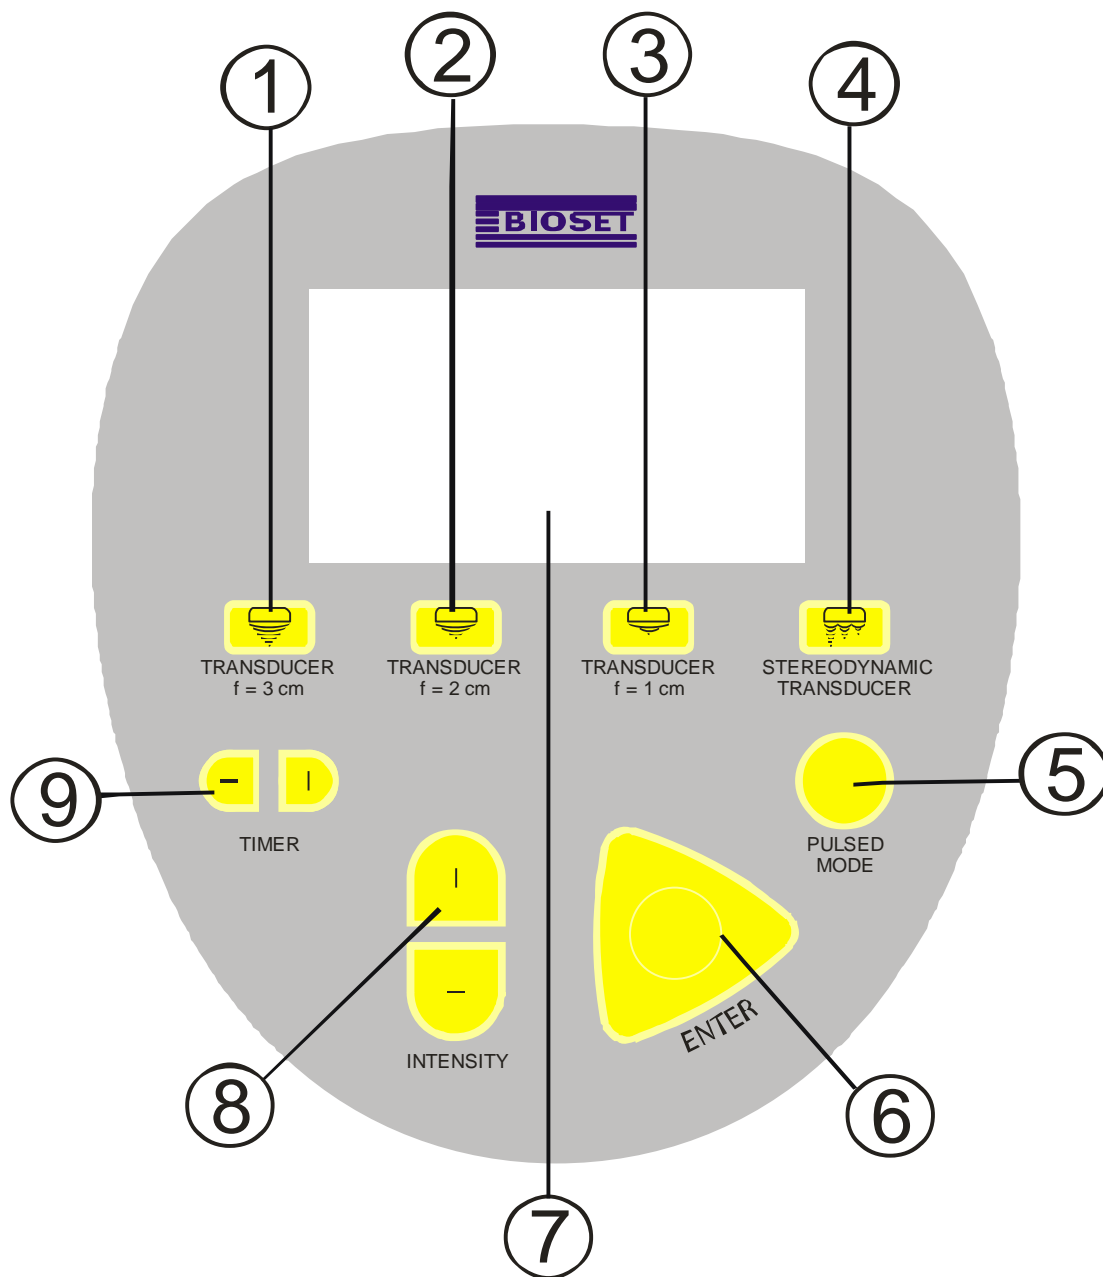 1
2
3
4
BIOSET
TRANSDUCER
f = 3 cm
TRANSDUCER
f = 2 cm
TRANSDUCER
f = 1 cm
STEREODYNAMIC
TRANSDUCER
5
9
TIMER
PULSED
MODE
ENTER
INTENSITY
8
6
7